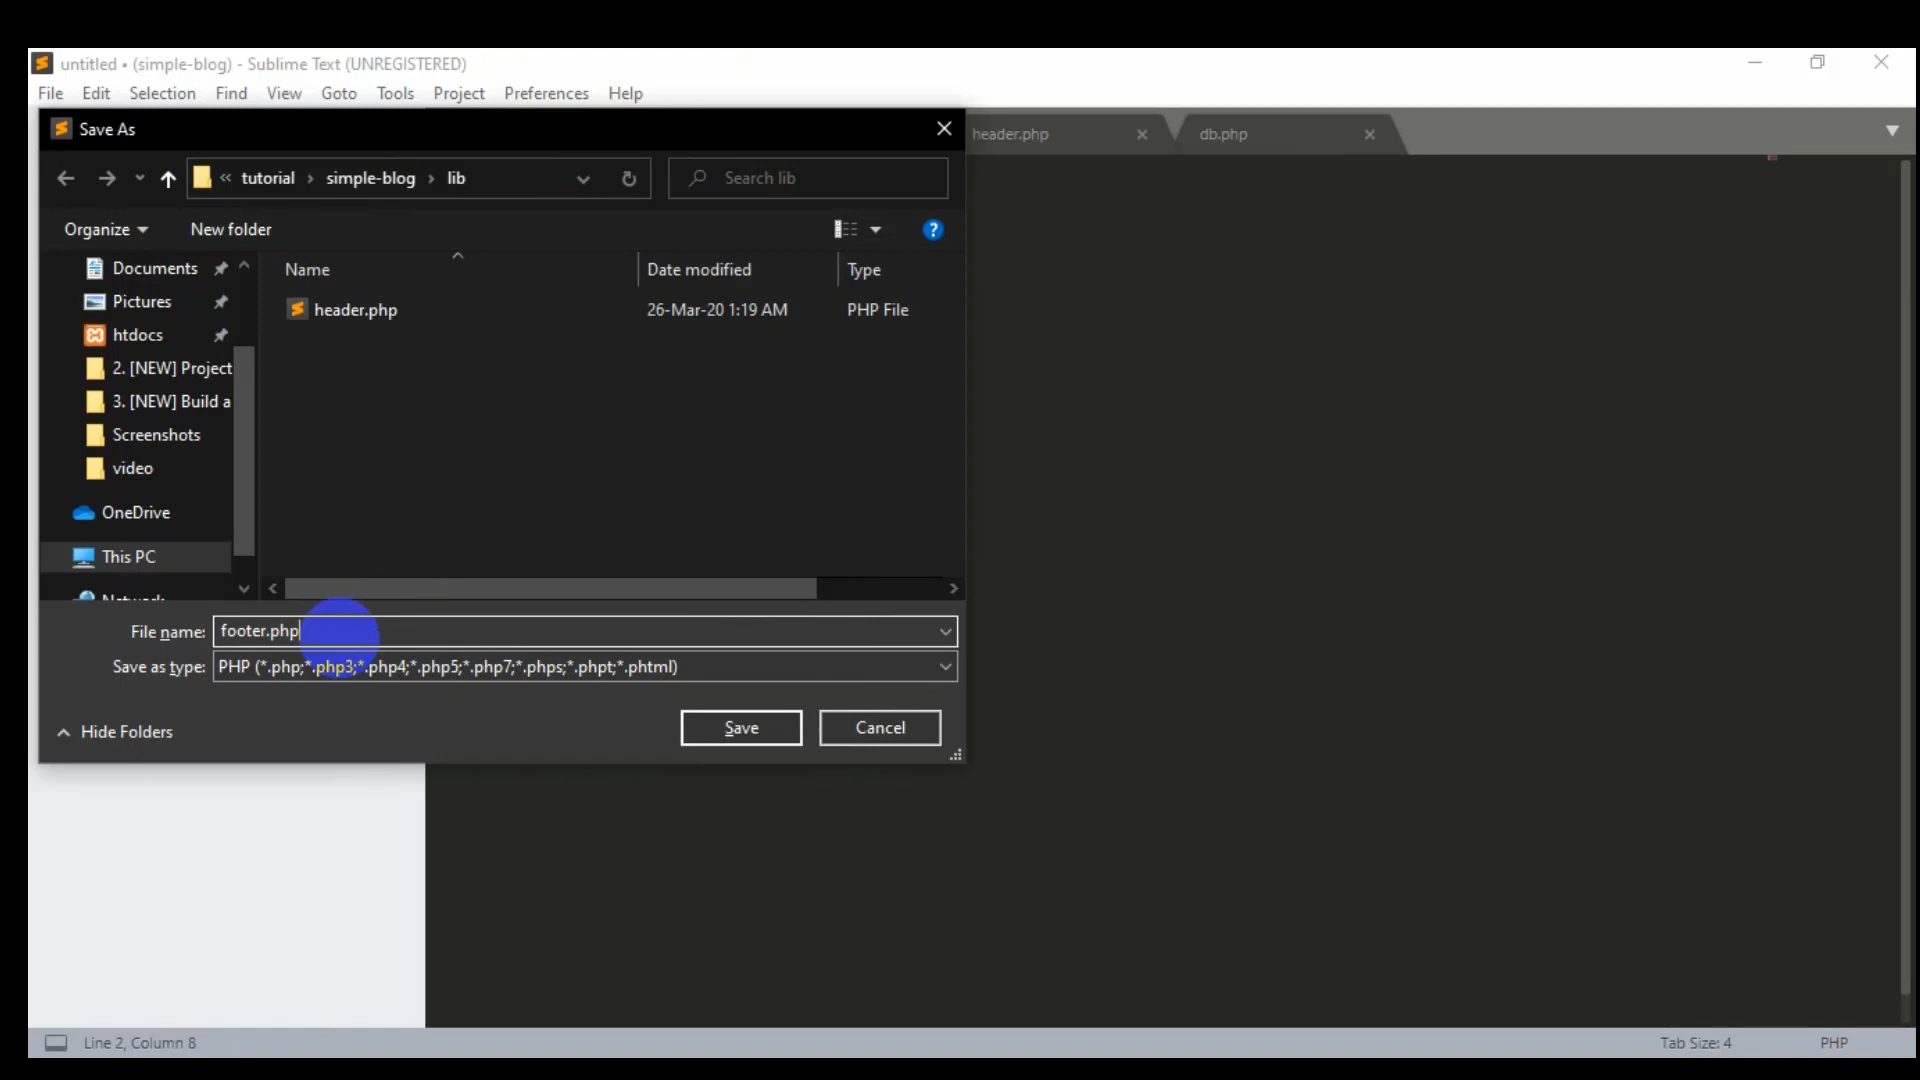 untitled • (simple-blog) - Sublime Text (UNREGISTERED)
File Edit Selection Find View Goto Tools Project Preferences Help
Save As
header.php
db.php
« tutorial › simple-blog › lib
Search lib
Organize
New folder
Name
Date modified
Type
header.php
26-Mar-20 1:19 AM
PHP File
Documents
Pictures
htdocs
2. [NEW] Project
3. [NEW] Build a
Screenshots
video
OneDrive
This PC
Network
File name: footer.php
Save as type: PHP (*.php;*.php3;*.php4;*.php5;*.php7;*.phps;*.phpt;*.phtml)
Hide Folders
Save
Cancel
Line 2, Column 8
Tab Size: 4
PHP